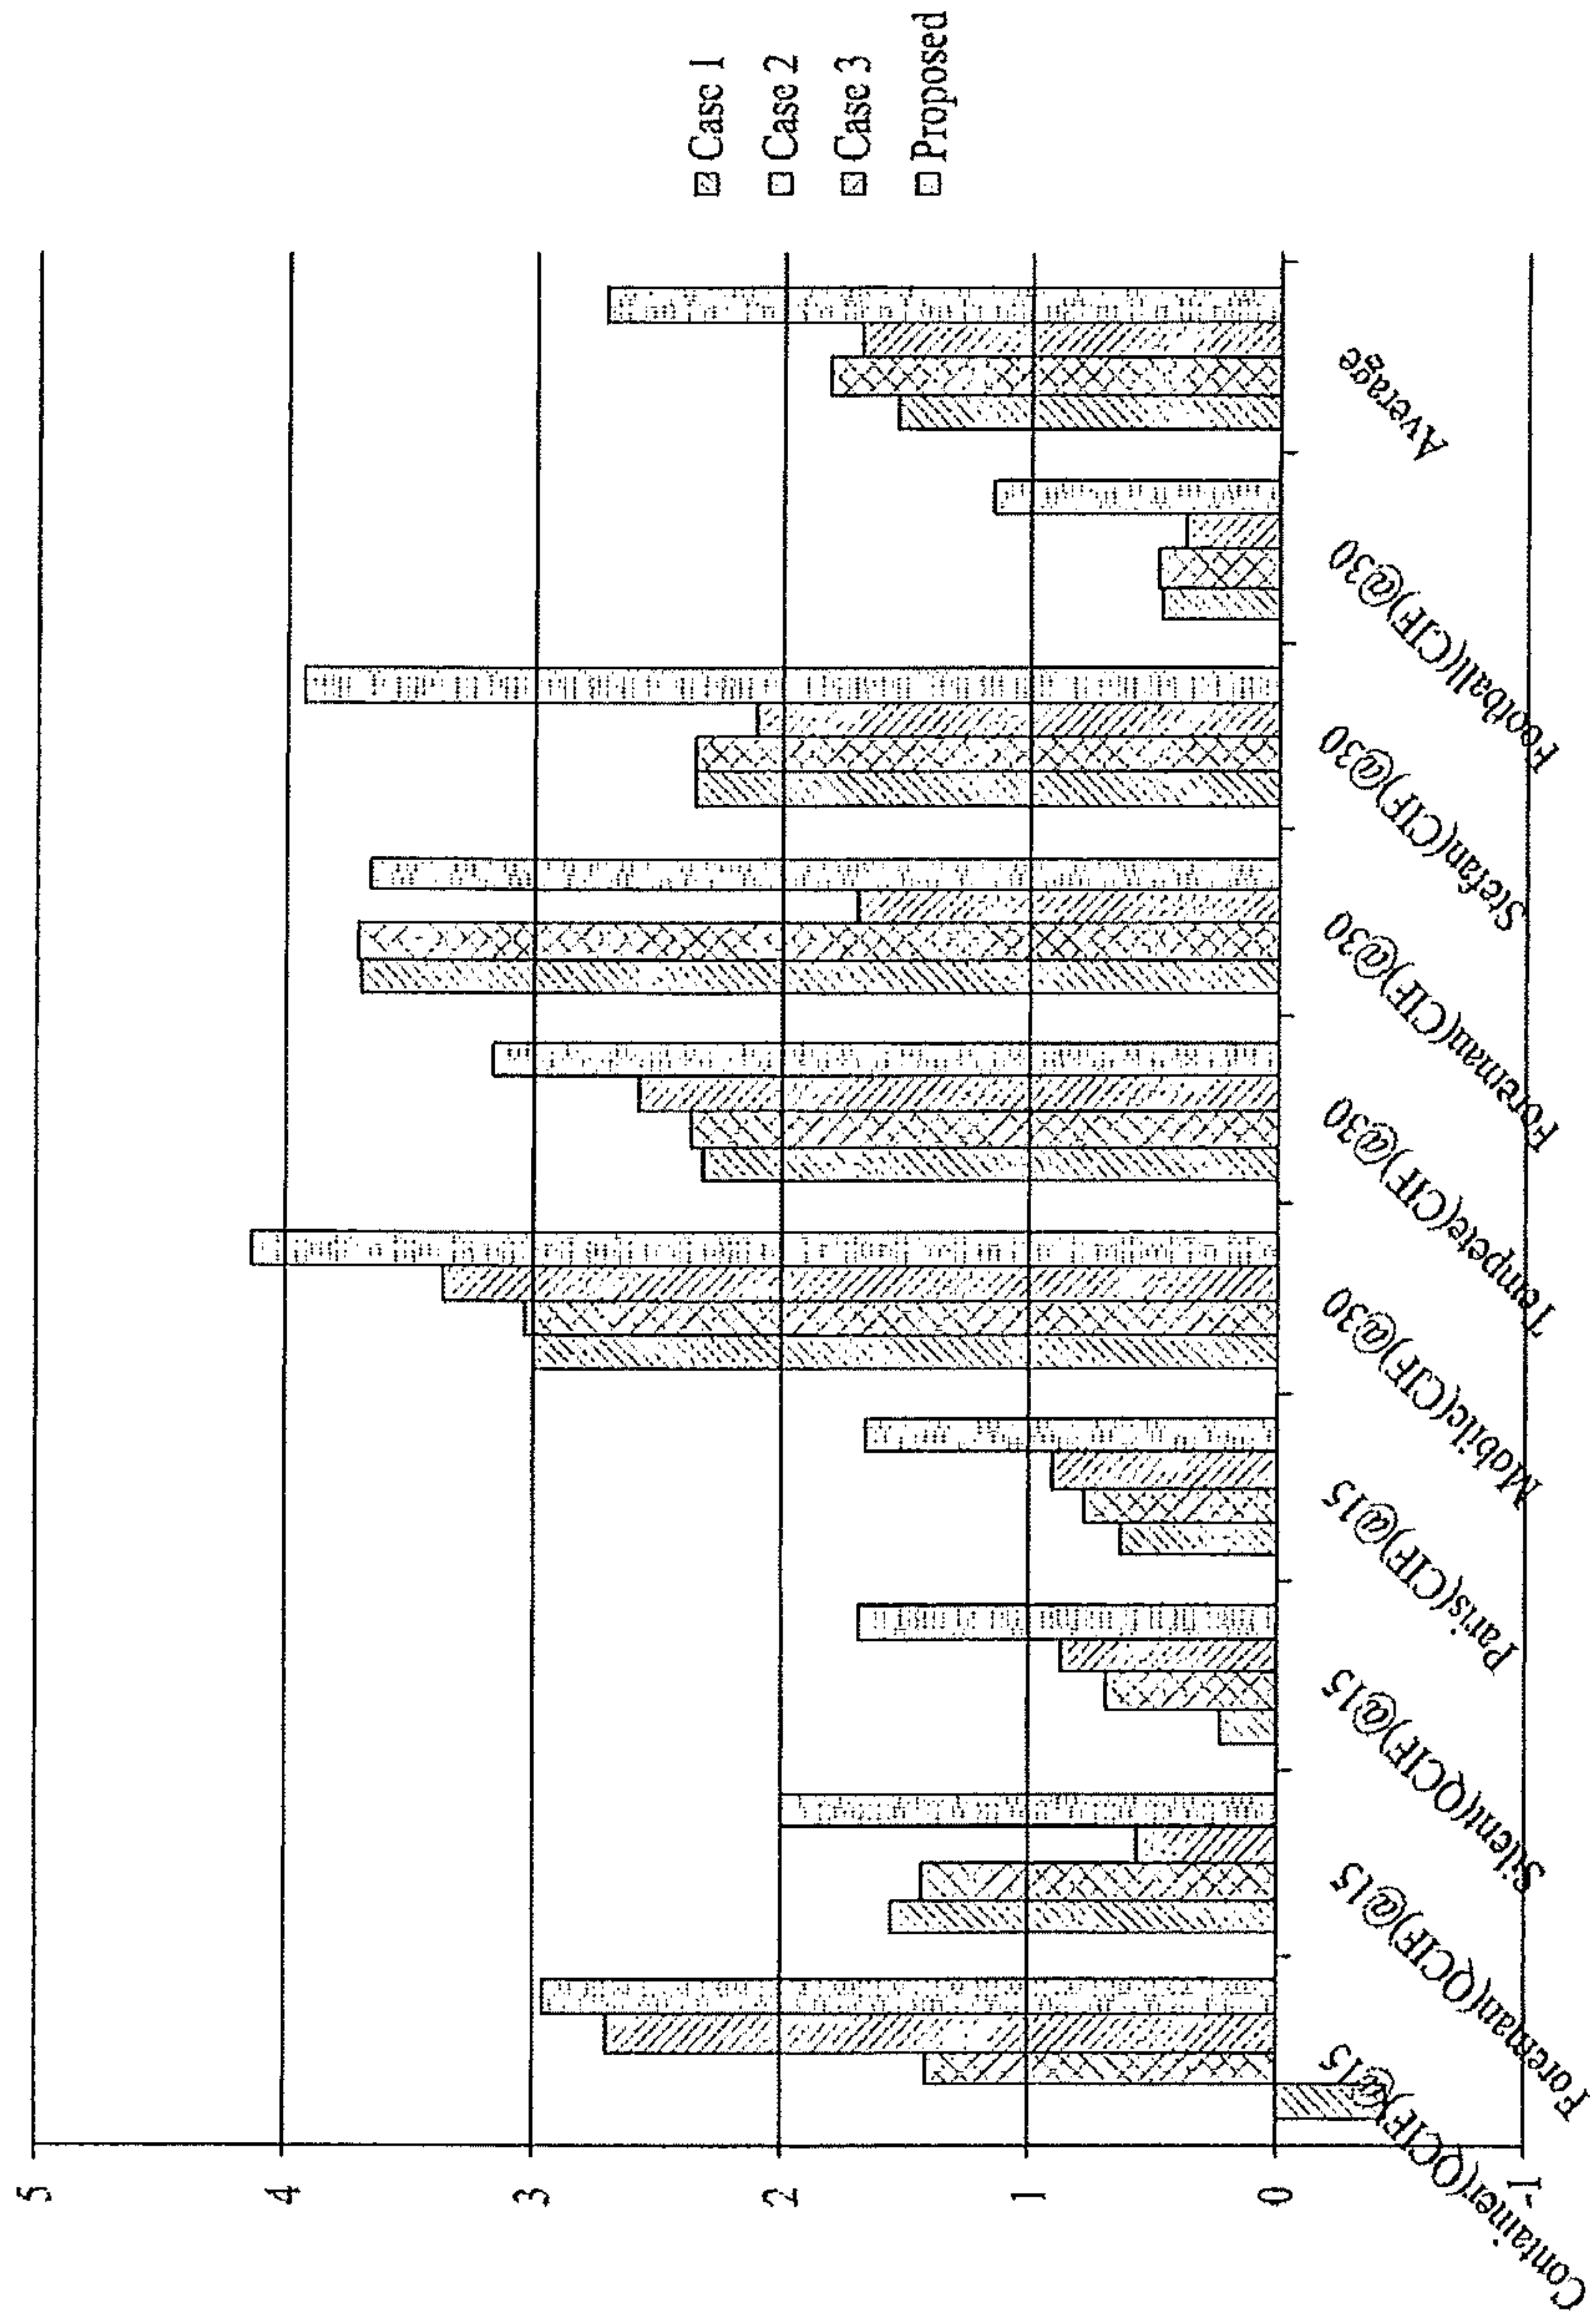 5
4
3
2
1
0
-1
Container(QCIF)@15
Foreman(QCIF)@15
Silent(QCIF)@15
Paris(CIF)@15
Mobile(CIF)@30
Tempete(CIF)@30
Foreman(CIF)@30
Stefan(CIF)@30
Football(CIF)@30
Average
Case 1
Case 2
Case 3
Proposed